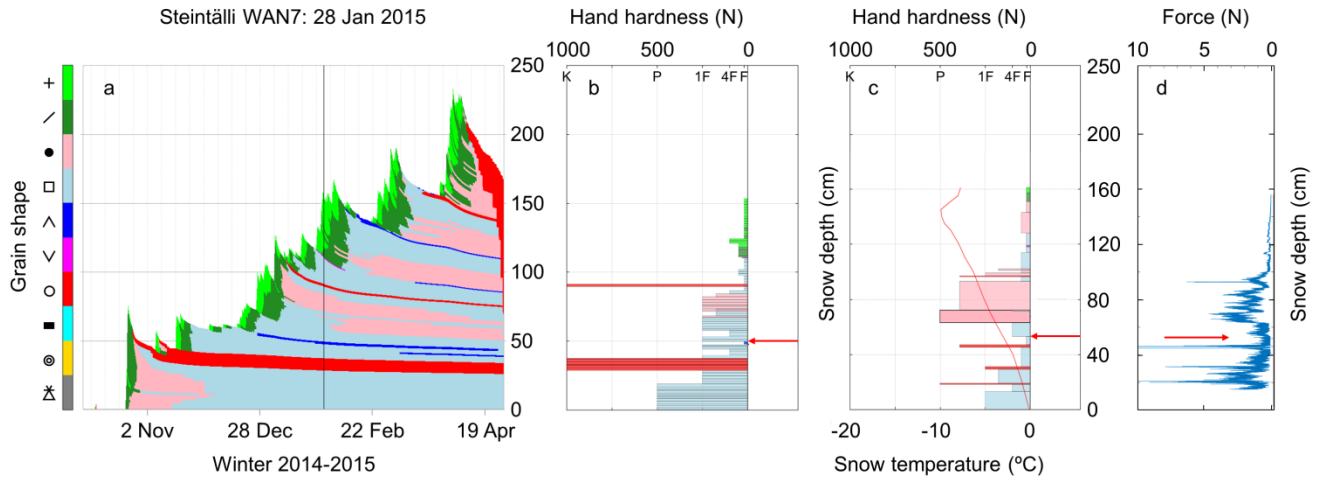 Steintälli WAN7: 28 Jan 2015
Hand hardness (N)
Hand hardness (N)
Force (N)
1000 500 0
1000 500 0
10 5 0
a
b
c
d
K P 1F 4F F
K P 1F 4F F
250
200
150
100
50
0
250
200
160
120
80
40
0
Grain shape
Snow depth (cm)
Snow depth (cm)
2 Nov 28 Dec 22 Feb 19 Apr
-20 -10 0
Winter 2014-2015
Snow temperature (ºC)